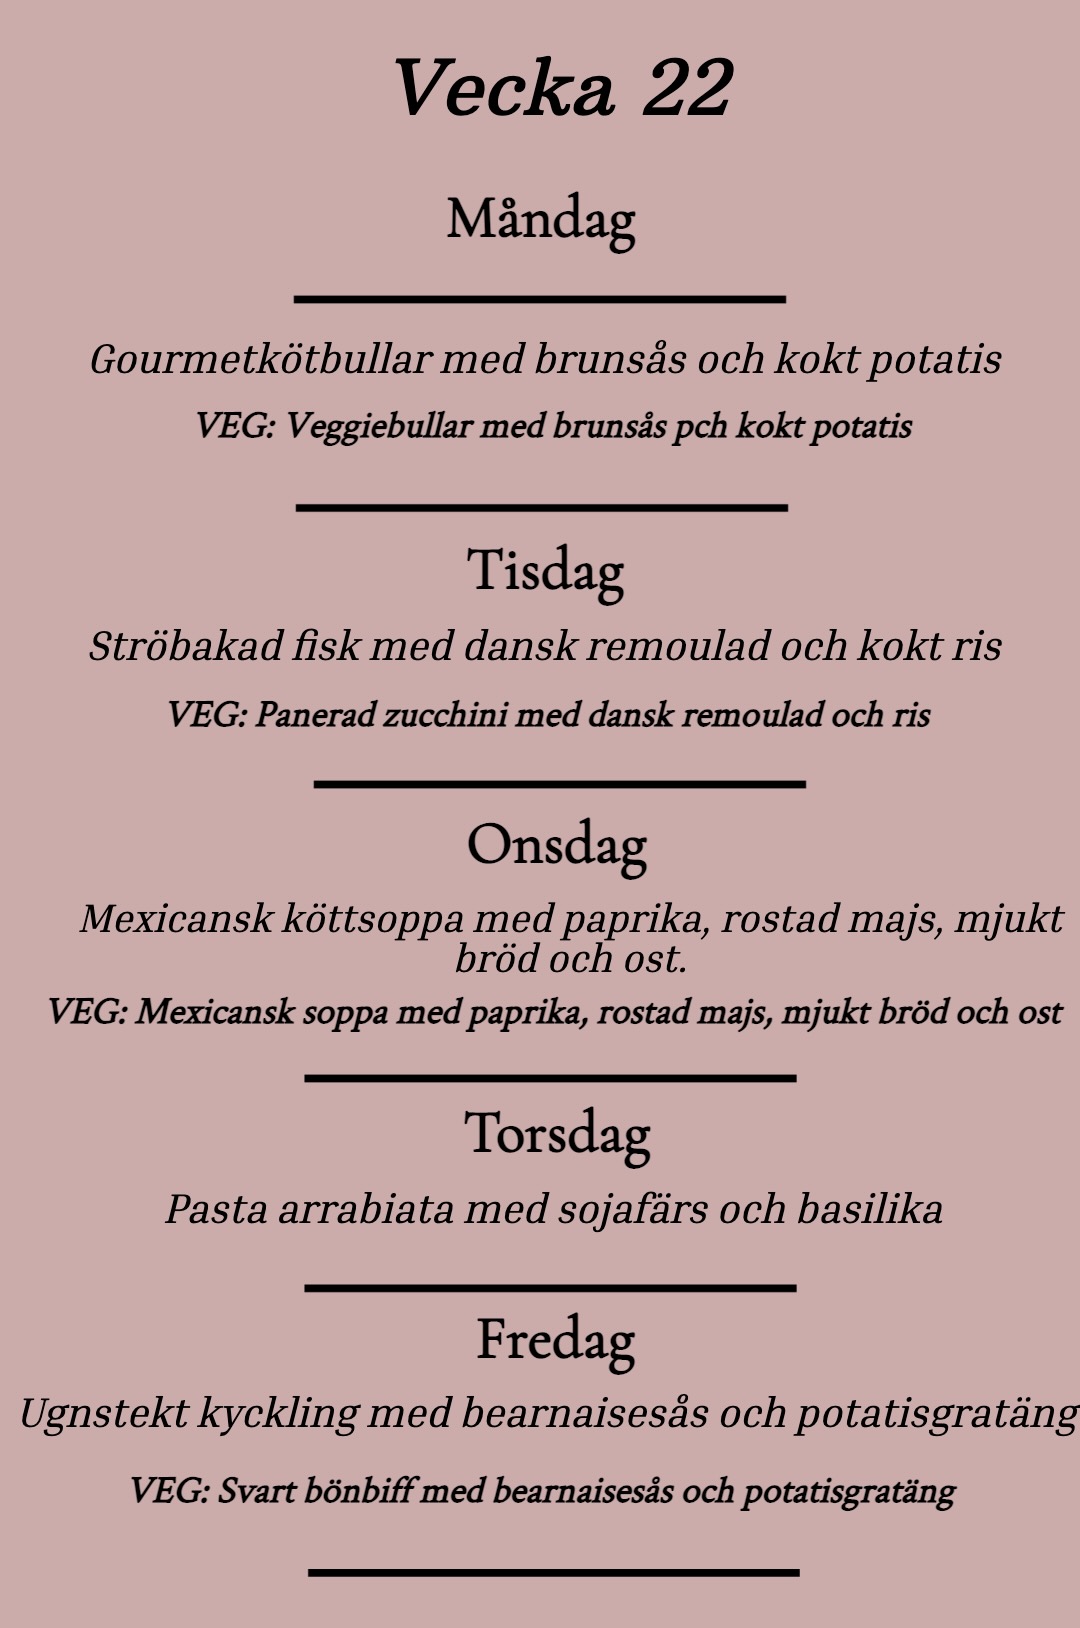 Vecka 22
Måndag
Gourmetkötbullar med brunsås och kokt potatis
VEG: Veggiebullar med brunsås pch kokt potatis
Tisdag
Ströbakad fisk med dansk remoulad och kokt ris
VEG: Panerad zucchini med dansk remoulad och ris
Onsdag
Mexicansk köttsoppa med paprika, rostad majs, mjukt
bröd och ost.
VEG: Mexicansk soppa med paprika, rostad majs, mjukt bröd och ost
Torsdag
Pasta arrabiata med sojafärs och basilika
Fredag
Ugnstekt kyckling med bearnaisesås och potatisgratäng
VEG: Svart bönbiff med bearnaisesås och potatisgratäng